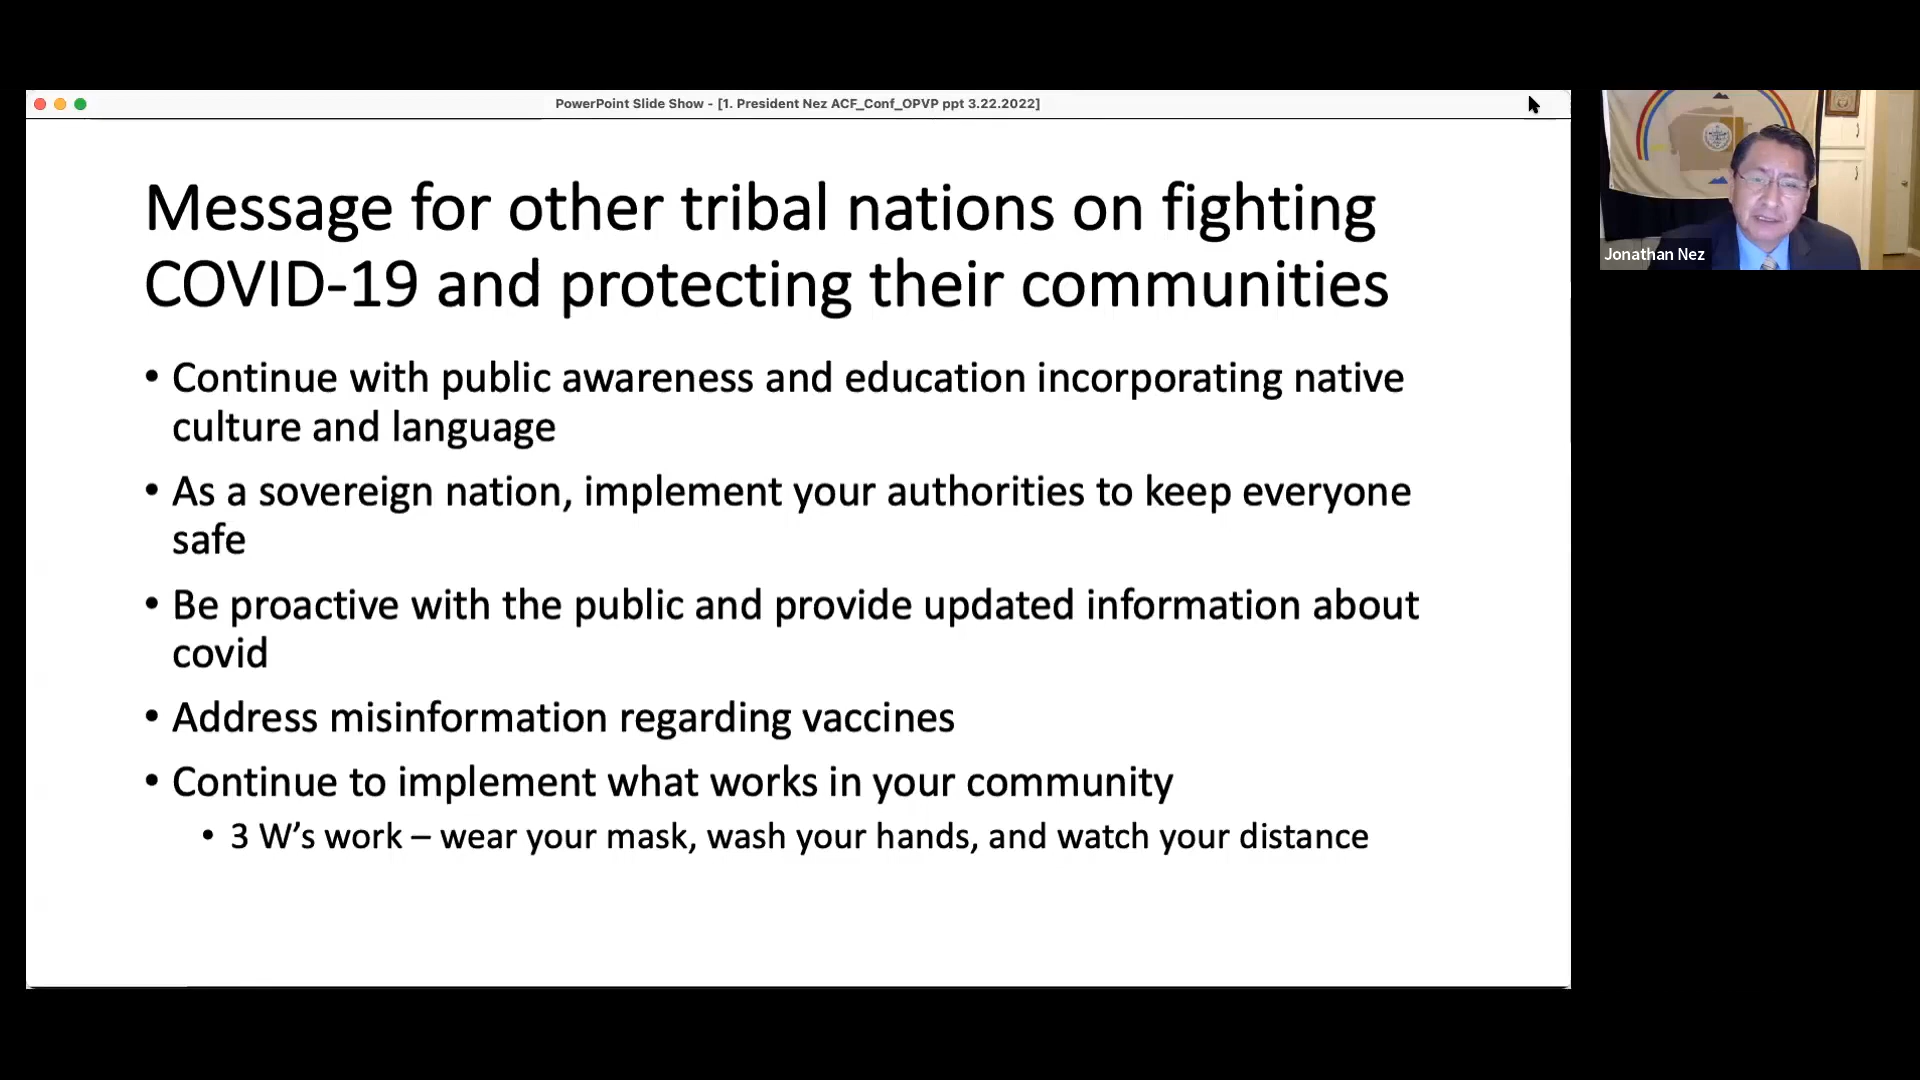 PowerPoint Slide Show - [1. President Nez ACF_Conf_OPVP ppt 3.22.2022]
Message for other tribal nations on fighting
COVID-19 and protecting their communities
• Continue with public awareness and education incorporating native
culture and language
• As a sovereign nation, implement your authorities to keep everyone
safe
• Be proactive with the public and provide updated information about
covid
• Address misinformation regarding vaccines
• Continue to implement what works in your community
• 3 W’s work – wear your mask, wash your hands, and watch your distance
Jonathan Nez